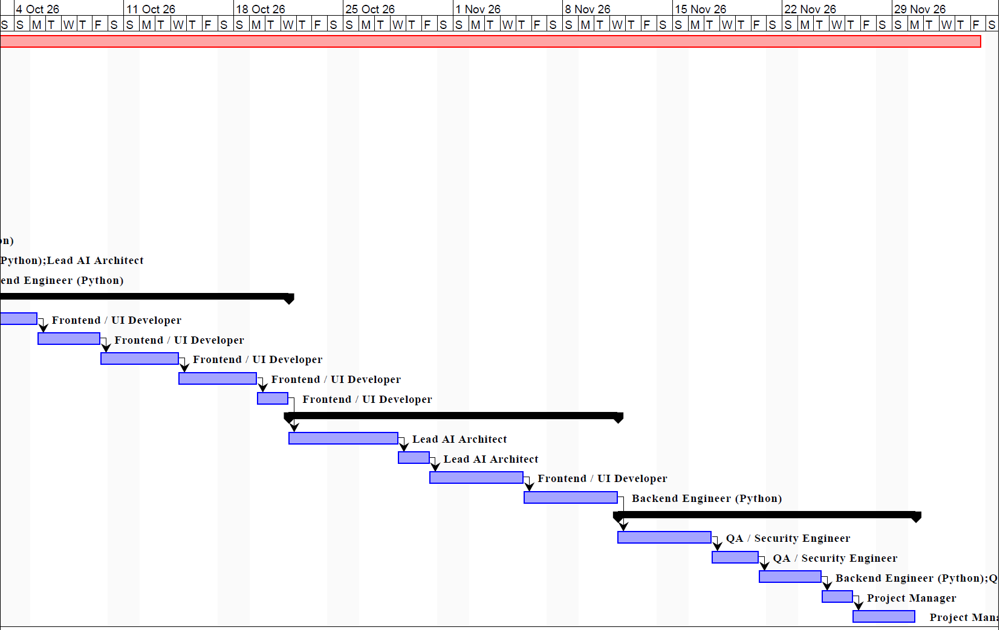 4 Oct 26 11 Oct 26 18 Oct 26 25 Oct 26 1 Nov 26 8 Nov 26 15 Nov 26 22 Nov 26 29 Nov 26
S S M T W T F S S M T W T F S S M T W T F S S M T W T F S S M T W T F S S M T W T F S S M T W T F S S M T W T F S S M T W T F S
on)
Python);Lead AI Architect
end Engineer (Python)
Frontend / UI Developer
Frontend / UI Developer
Frontend / UI Developer
Frontend / UI Developer
Frontend / UI Developer
Lead AI Architect
Lead AI Architect
Frontend / UI Developer
Backend Engineer (Python)
QA / Security Engineer
QA / Security Engineer
Backend Engineer (Python);Q
Project Manager
Project Mana